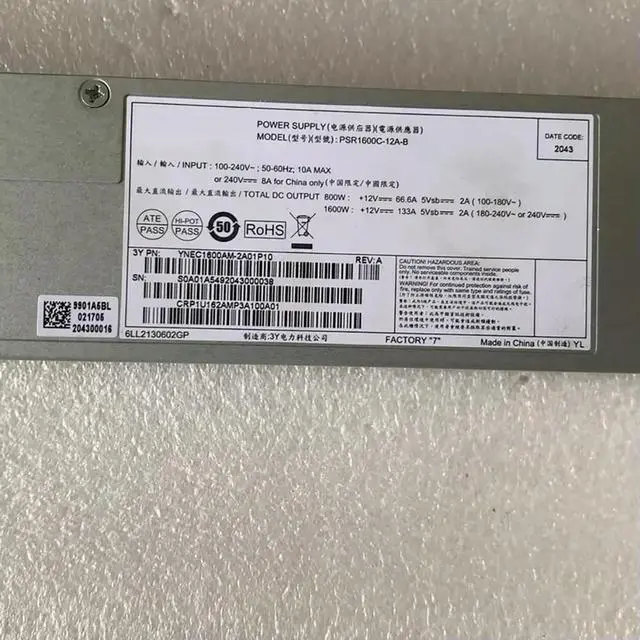 POWER SUPPLY(电源供应器)(電源供應器)
MODEL(型号)(型號): PSR1600C-12A-B
DATE CODE:
2043
输入 / 輸入 / INPUT : 100-240V~ ; 50-60Hz; 10A MAX
or 240V⎓ 8A for China only (中国限定/中國限定)
最大直流输出 / 最大直流輸出 / TOTAL DC OUTPUT 800W: +12V⎓ 66.6A 5Vsb⎓ 2A ( 100-180V~ )
1600W: +12V⎓ 133A 5Vsb⎓ 2A ( 180-240V~ or 240V⎓ )
ATE PASS
HI-POT PASS
50
RoHS
3Y PN: YNEC1600AM-2A01P10 REV:A
SN: S0A01A5492043000038
CRP1U162AMP3A100A01
CAUTION! HAZARDOUS AREA:
Do not remove this cover. Trained service people
only. No serviceable components inside.
WARNING! For continued protection against risk of
fire, replace only with same type and ratings of fuse.
9901A5BL
021705
204300016
6LL2130602GP
制造商:3Y电力科技公司
FACTORY "7"
Made in China (中国制造) YL